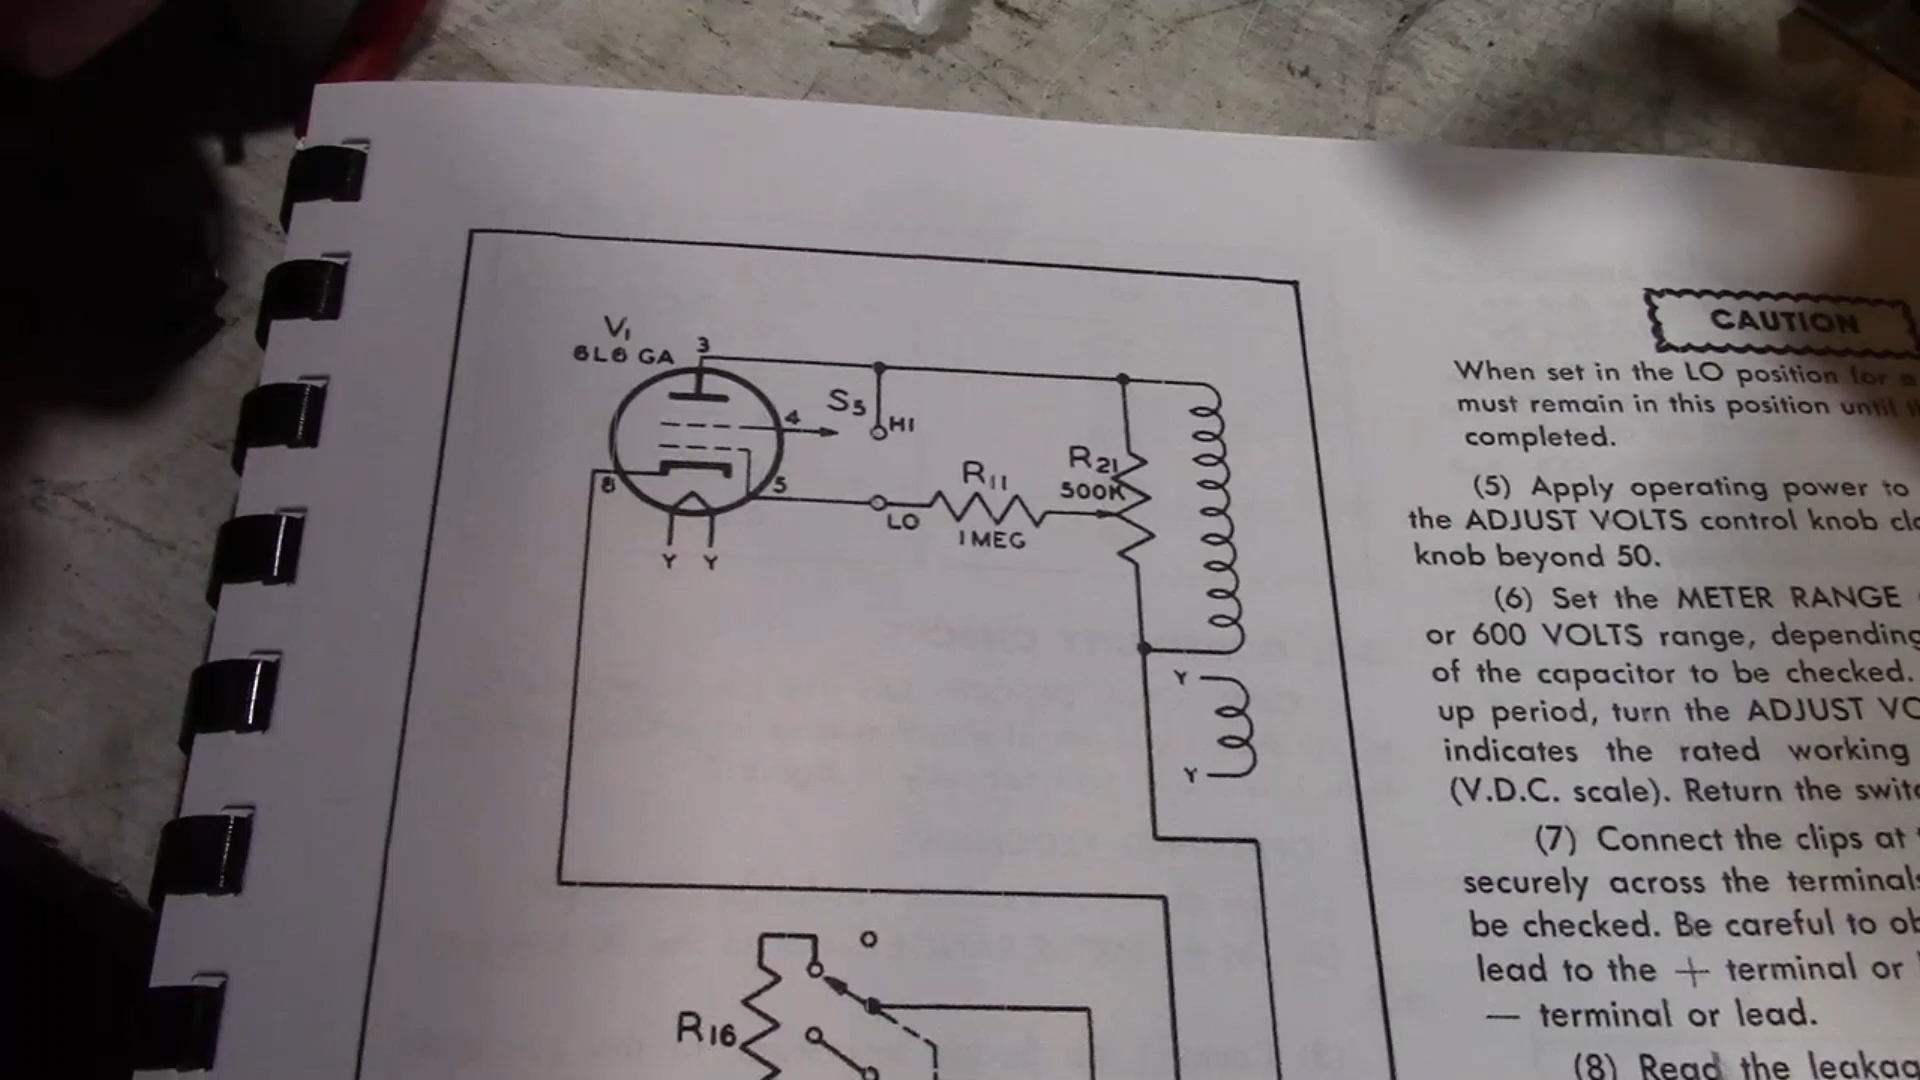 V1
6L6 GA
3
4
S5
HI
8
5
LO
R11
1 MEG
R21
500K
Y Y
Y
Y
R16
CAUTION
When set in the LO position for a
must remain in this position until
completed.
(5) Apply operating power to
the ADJUST VOLTS control knob
knob beyond 50.
(6) Set the METER RANGE
or 600 VOLTS range, depending
of the capacitor to be checked.
up period, turn the ADJUST
indicates the rated working
(V.D.C. scale). Return the
(7) Connect the clips at
securely across the terminals
be checked. Be careful to
lead to the + terminal or
— terminal or lead.
(8) Read the